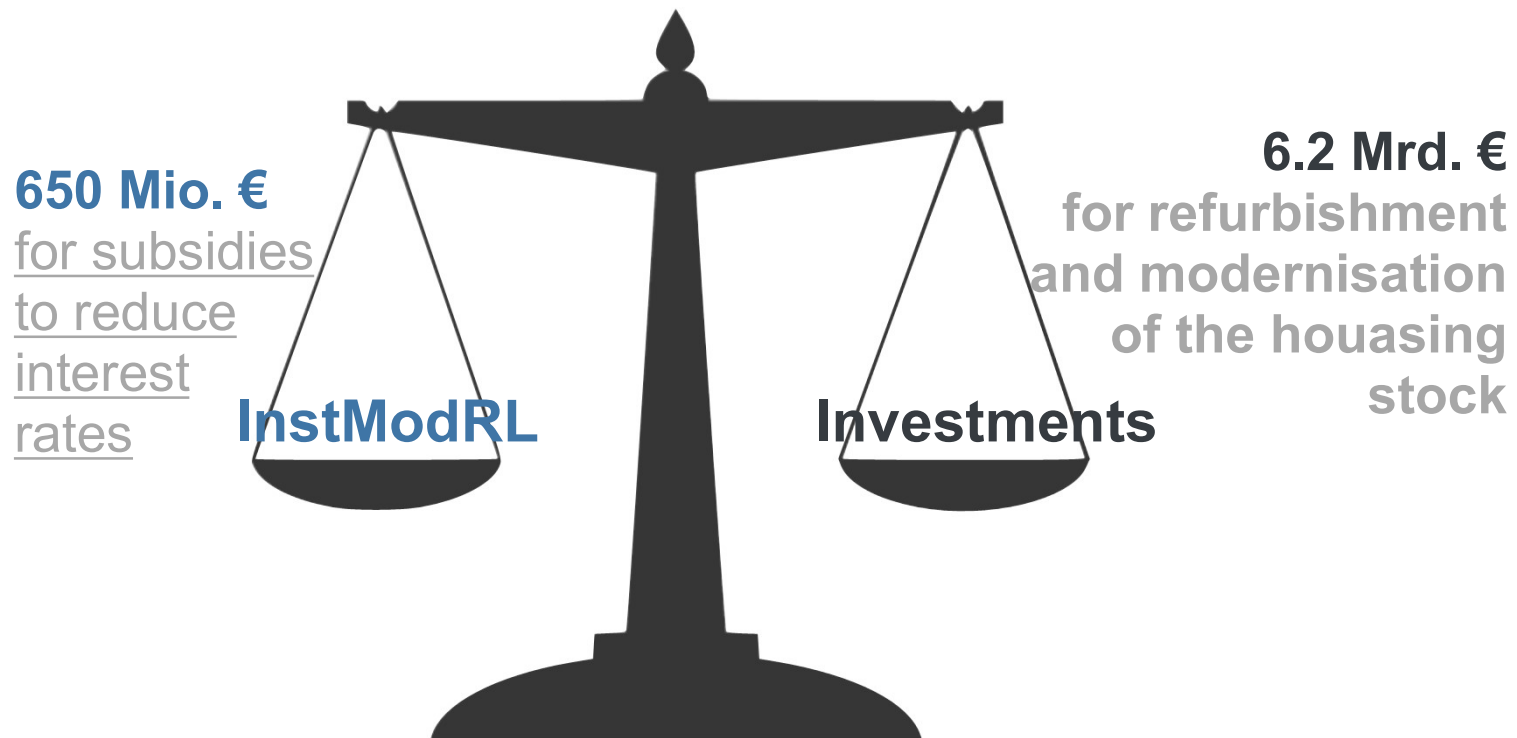 650 Mio. €
for subsidies
to reduce
interest
rates
InstModRL
Investments
6.2 Mrd. €
for refurbishment
and modernisation
of the houasing
stock